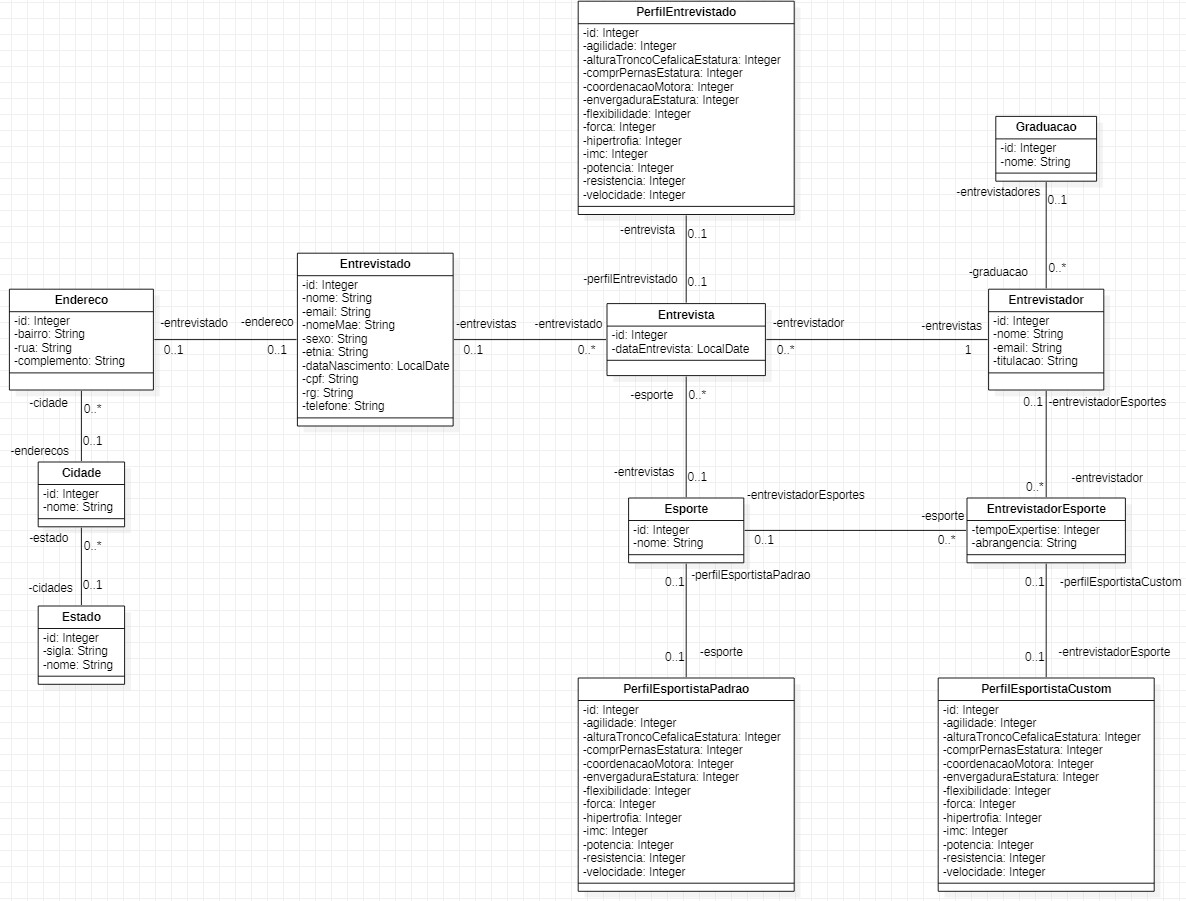 PerfilEntrevistado
-id: Integer
-agilidade: Integer
-alturaTroncoCefalicaEstatura: Integer
-comprPernasEstatura: Integer
-coordenacaoMotora: Integer
-envergaduraEstatura: Integer
-flexibilidade: Integer
-forca: Integer
-hipertrofia: Integer
-imc: Integer
-potencia: Integer
-resistencia: Integer
-velocidade: Integer
-entrevista
0..1
-perfilEntrevistado
0..1
Graduacao
-id: Integer
-nome: String
-entrevistadores
0..1
-graduacao
0..*
Endereco
-id: Integer
-bairro: String
-rua: String
-complemento: String
-entrevistado
0..1
-endereco
0..1
Entrevistado
-id: Integer
-nome: String
-email: String
-nomeMae: String
-sexo: String
-etnia: String
-dataNascimento: LocalDate
-cpf: String
-rg: String
-telefone: String
-entrevistas
0..1
-entrevistado
0..*
Entrevista
-id: Integer
-dataEntrevista: LocalDate
-entrevistador
0..*
-entrevistas
1
Entrevistador
-id: Integer
-nome: String
-email: String
-titulacao: String
-cidade
0..*
0..1
-enderecos
Cidade
-id: Integer
-nome: String
-estado
0..*
0..1
-cidades
Estado
-id: Integer
-sigla: String
-nome: String
-esporte
0..*
-entrevistas
0..1
0..1
-entrevistadorEsportes
-entrevistador
0..*
Esporte
-id: Integer
-nome: String
-entrevistadorEsportes
0..1
-esporte
0..*
EntrevistadorEsporte
-tempoExpertise: Integer
-abrangencia: String
0..1
-perfilEsportistaPadrao
0..1
-esporte
0..1
-perfilEsportistaCustom
0..1
-entrevistadorEsporte
PerfilEsportistaPadrao
-id: Integer
-agilidade: Integer
-alturaTroncoCefalicaEstatura: Integer
-comprPernasEstatura: Integer
-coordenacaoMotora: Integer
-envergaduraEstatura: Integer
-flexibilidade: Integer
-forca: Integer
-hipertrofia: Integer
-imc: Integer
-potencia: Integer
-resistencia: Integer
-velocidade: Integer
PerfilEsportistaCustom
-id: Integer
-agilidade: Integer
-alturaTroncoCefalicaEstatura: Integer
-comprPernasEstatura: Integer
-coordenacaoMotora: Integer
-envergaduraEstatura: Integer
-flexibilidade: Integer
-forca: Integer
-hipertrofia: Integer
-imc: Integer
-potencia: Integer
-resistencia: Integer
-velocidade: Integer